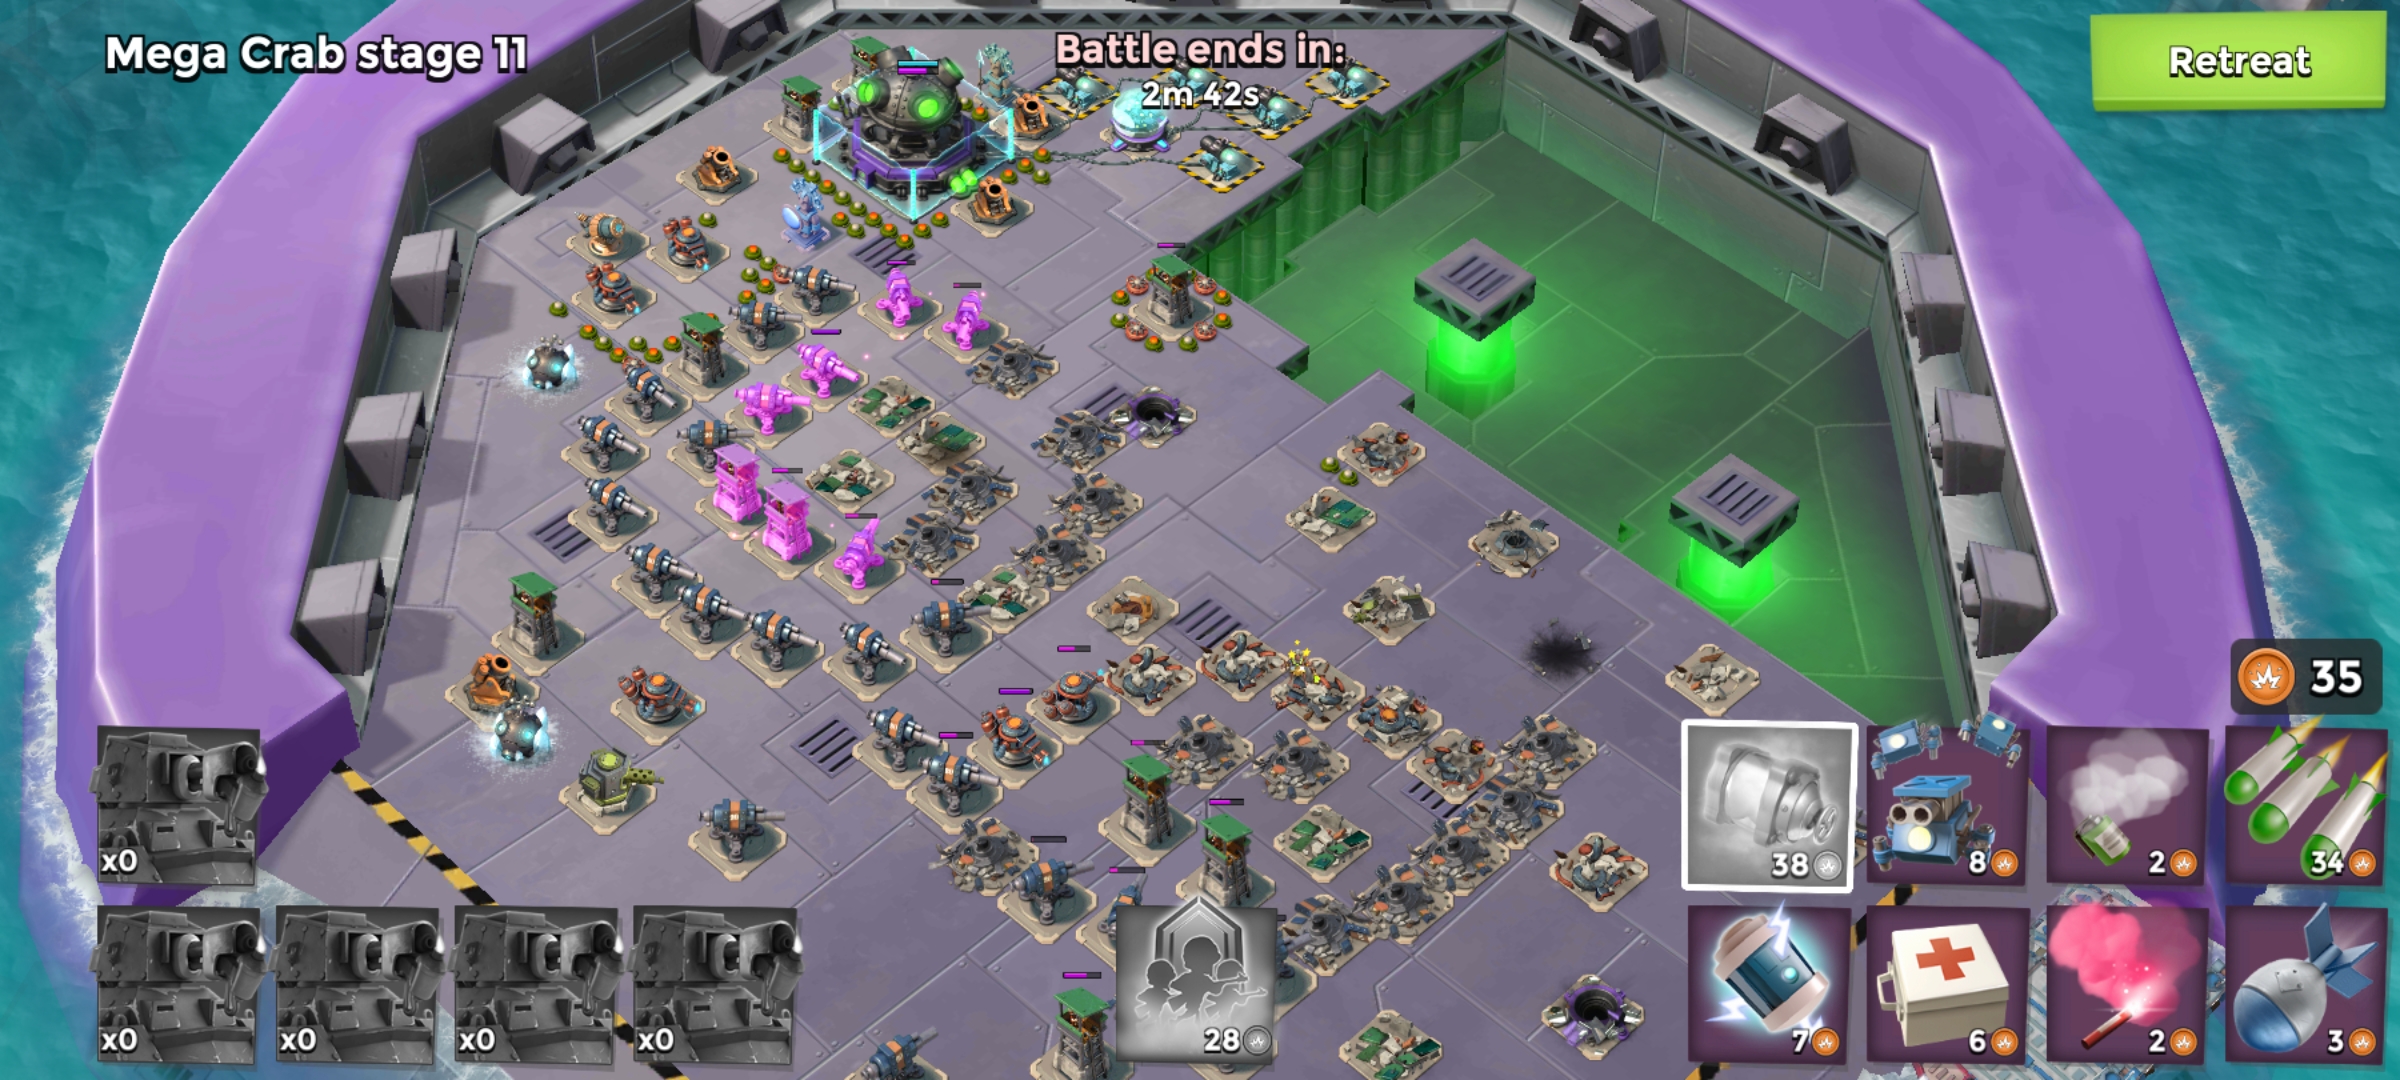 Mega Crab stage 11
Battle ends in:
2m 42s
Retreat
35
x0
38
8
2
34
x0
x0
x0
x0
28
7
6
2
3